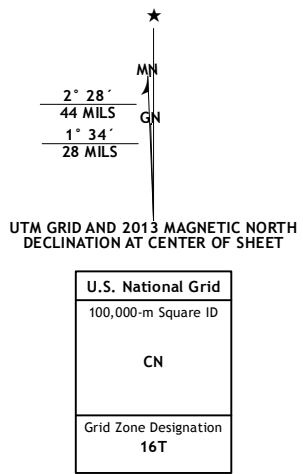 ★
MN
2° 28´
44 MILS
GN
1° 34´
28 MILS
UTM GRID AND 2013 MAGNETIC NORTH
DECLINATION AT CENTER OF SHEET
U.S. National Grid
100,000-m Square ID
CN
Grid Zone Designation
16T